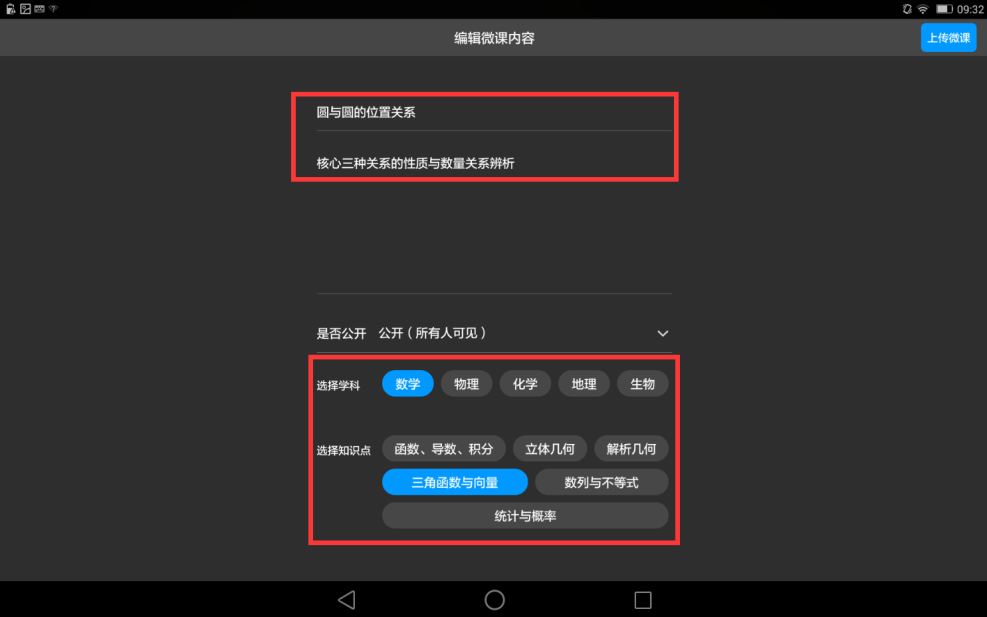 09:32
编辑微课内容
上传微课
圆与圆的位置关系
核心三种关系的性质与数量关系辨析
是否公开 公开（所有人可见）
选择学科 数学 物理 化学 地理 生物
选择知识点 函数、导数、积分 立体几何 解析几何
三角函数与向量 数列与不等式
统计与概率